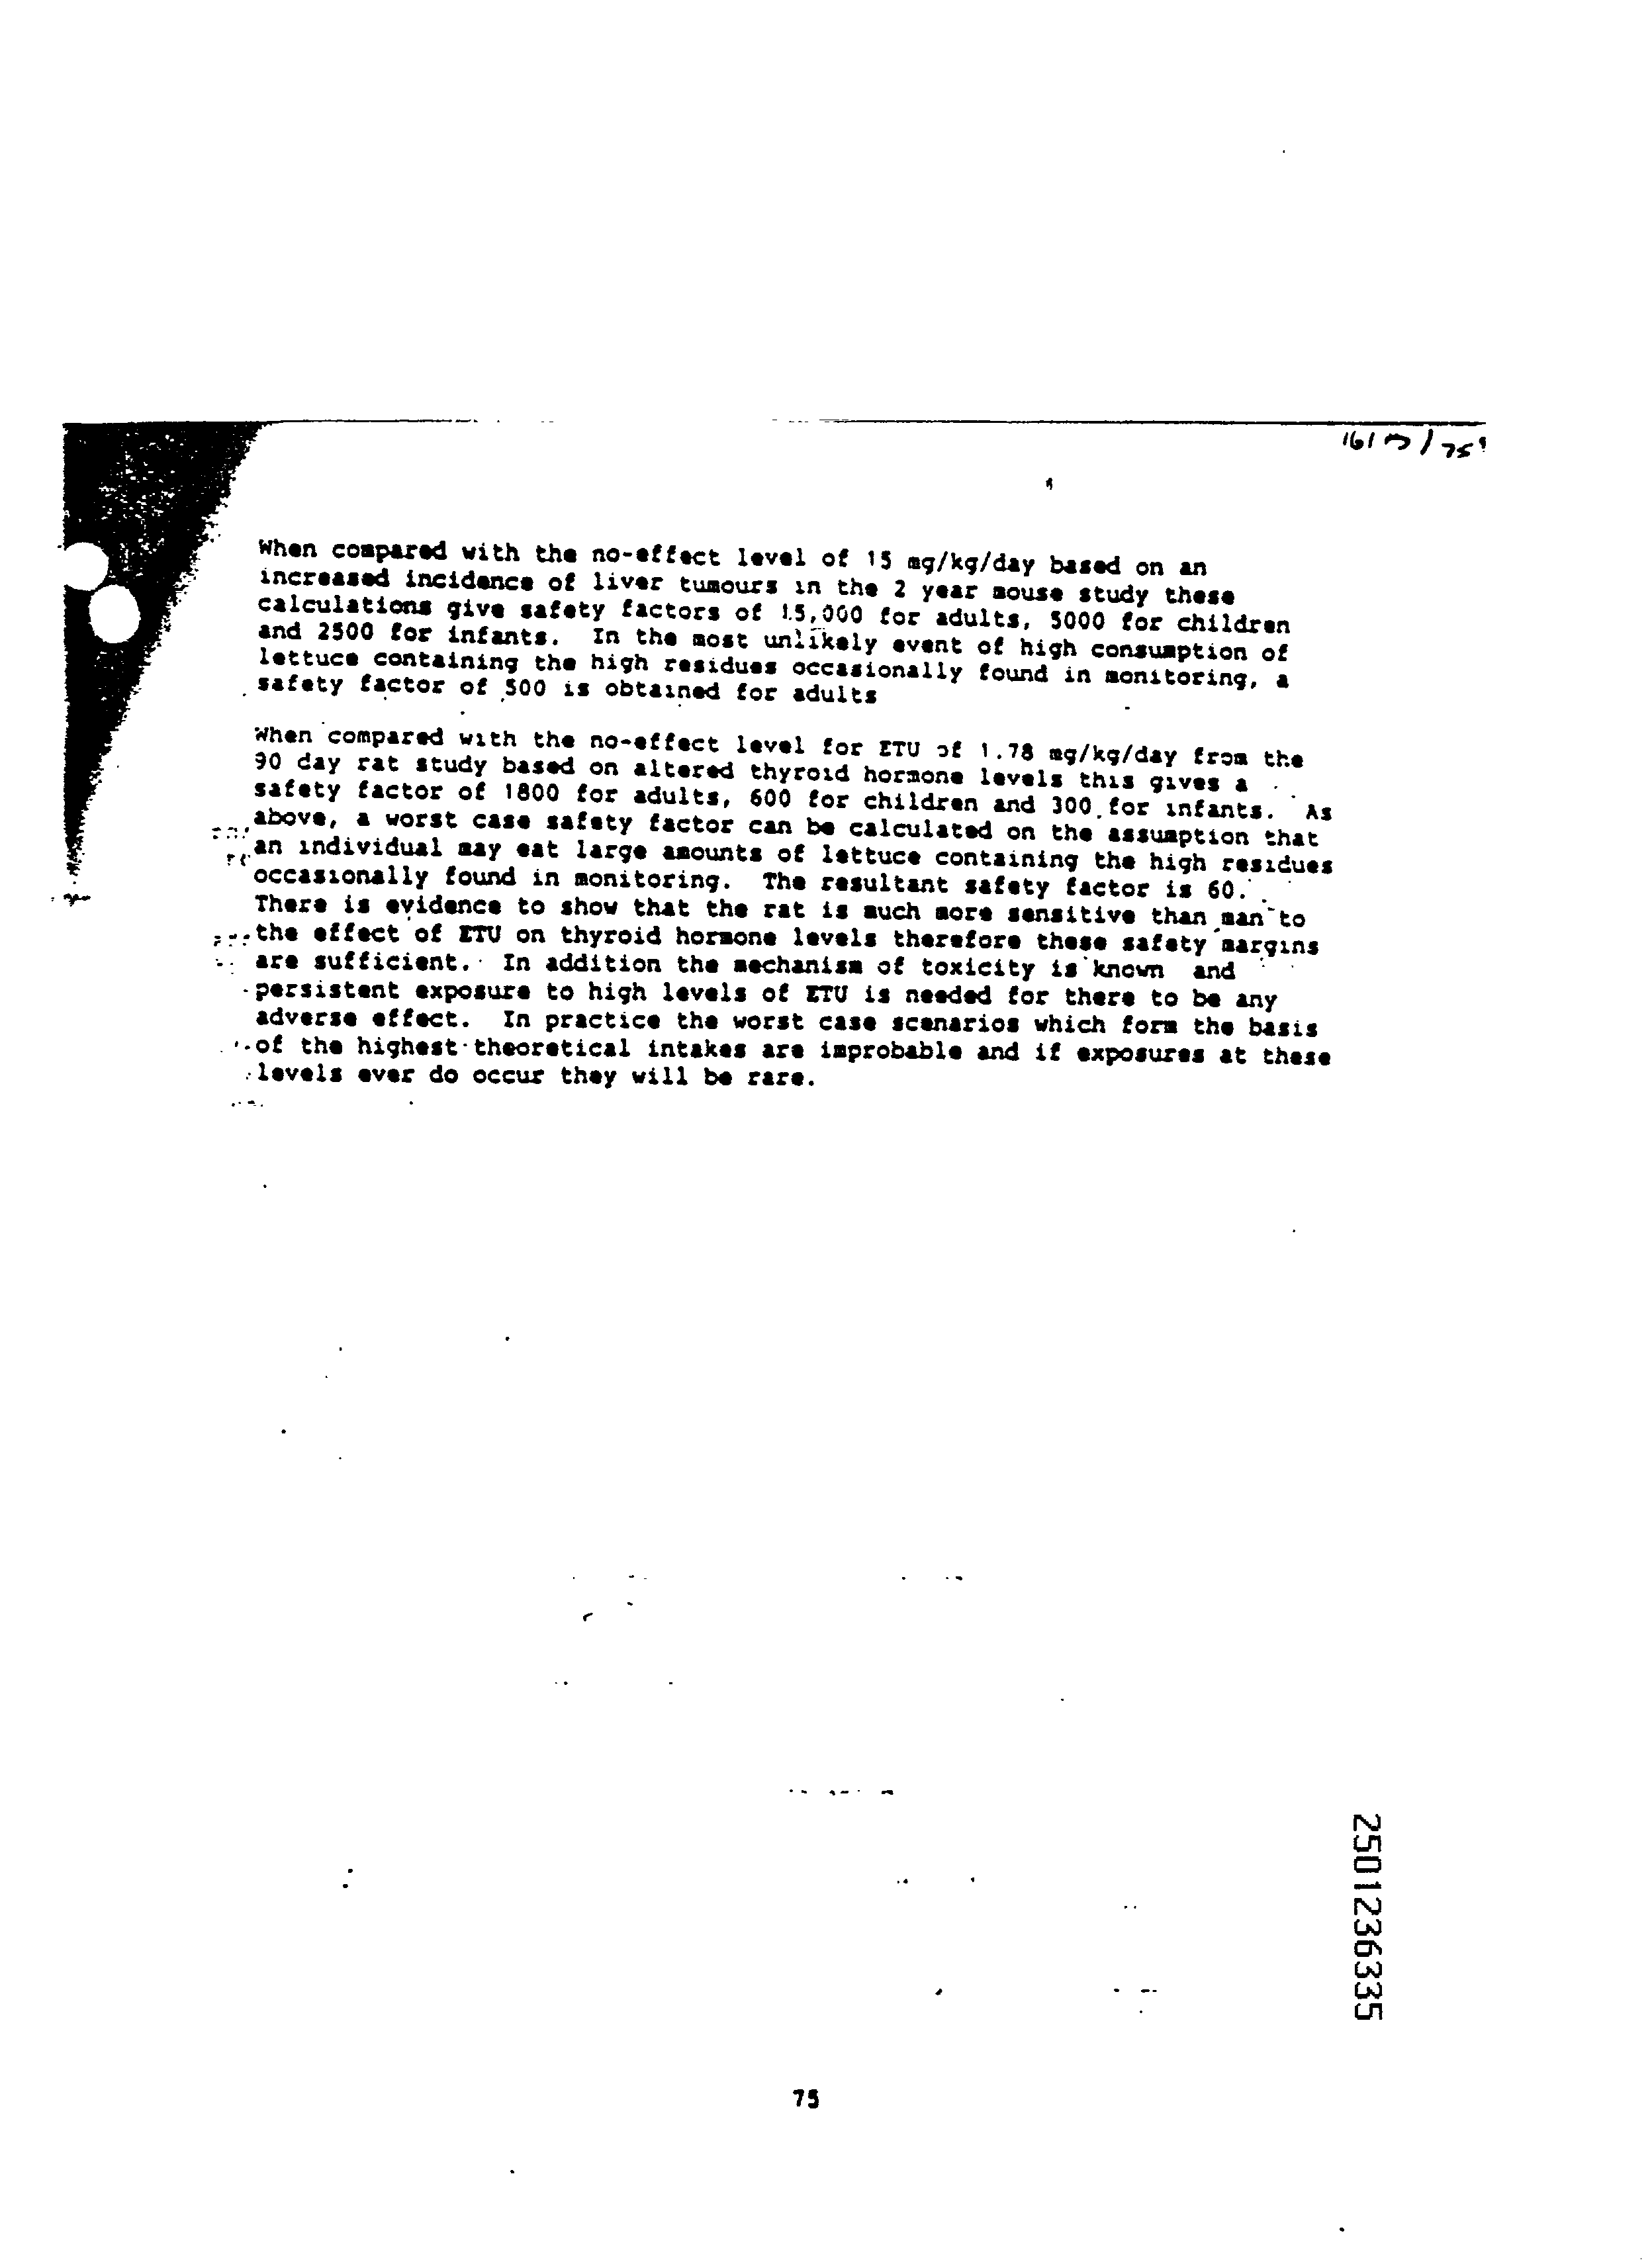 When compared with the no-effect level of 15 mg/kg/day based on an
increased incidence of liver tumours in the 2 year mouse study these
calculations give safety factors of 15,000 for adults, 5000 for children
and 2500 for infants. In the most unlikely event of high consumption of
lettuce containing the high residues occasionally found in monitoring, a
safety factor of 500 is obtained for adults
When compared with the no-effect level for ETU of 1.78 mg/kg/day from the
90 day rat study based on altered thyroid hormone levels this gives a
safety factor of 1800 for adults, 600 for children and 300 for infants. As
above, a worst case safety factor can be calculated on the assumption that
an individual may eat large amounts of lettuce containing the high residues
occasionally found in monitoring. The resultant safety factor is 60.
There is evidence to show that the rat is much more sensitive than man to
the effect of ETU on thyroid hormone levels therefore these safety margins
are sufficient. In addition the mechanism of toxicity is known and
persistent exposure to high levels of ETU is needed for there to be any
adverse effect. In practice the worst case scenarios which form the basis
of the highest theoretical intakes are improbable and if exposures at these
levels ever do occur they will be rare.
2501236335
75